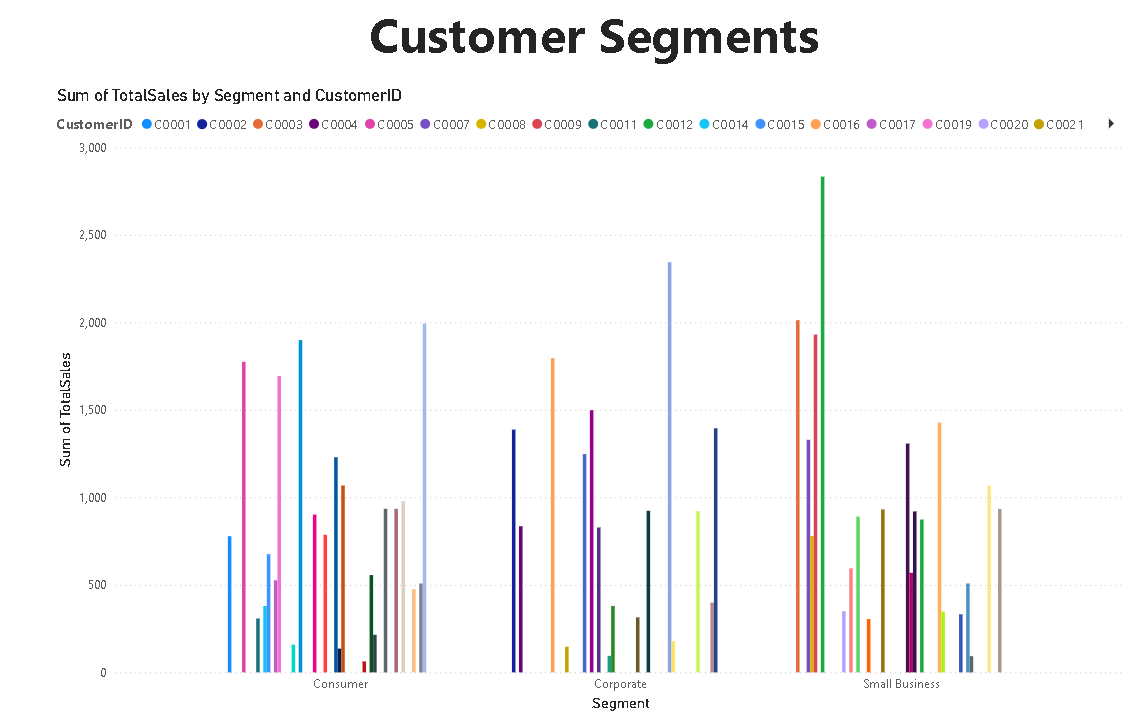 Customer Segments
Sum of TotalSales by Segment and CustomerID
CustomerID C0001 C0002 C0003 C0004 C0005 C0007 C0008 C0009 C0011 C0012 C0014 C0015 C0016 C0017 C0019 C0020 C0021
3,000
2,500
2,000
1,500
1,000
500
0
Sum of TotalSales
Consumer Corporate Small Business
Segment